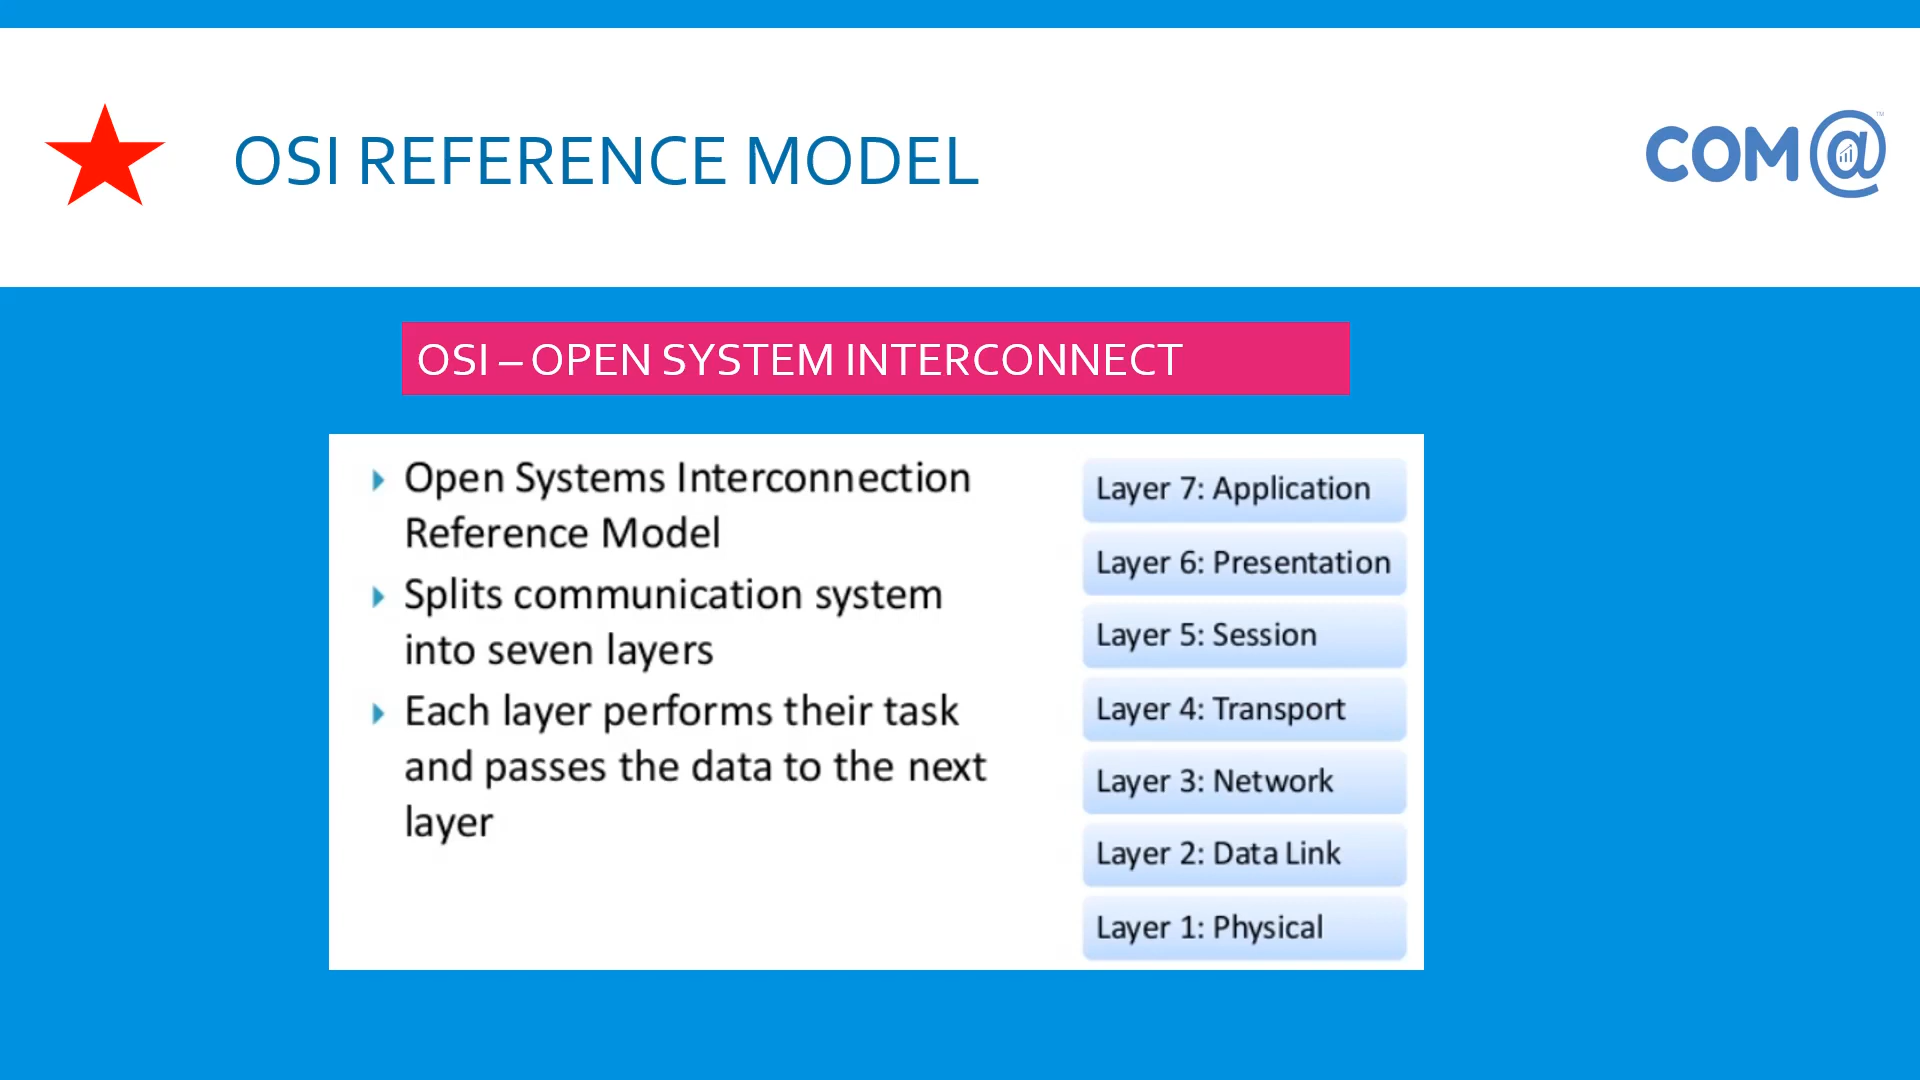 OSI REFERENCE MODEL
COM@™
OSI – OPEN SYSTEM INTERCONNECT
Open Systems Interconnection
Reference Model
Splits communication system
into seven layers
Each layer performs their task
and passes the data to the next
layer
Layer 7: Application
Layer 6: Presentation
Layer 5: Session
Layer 4: Transport
Layer 3: Network
Layer 2: Data Link
Layer 1: Physical